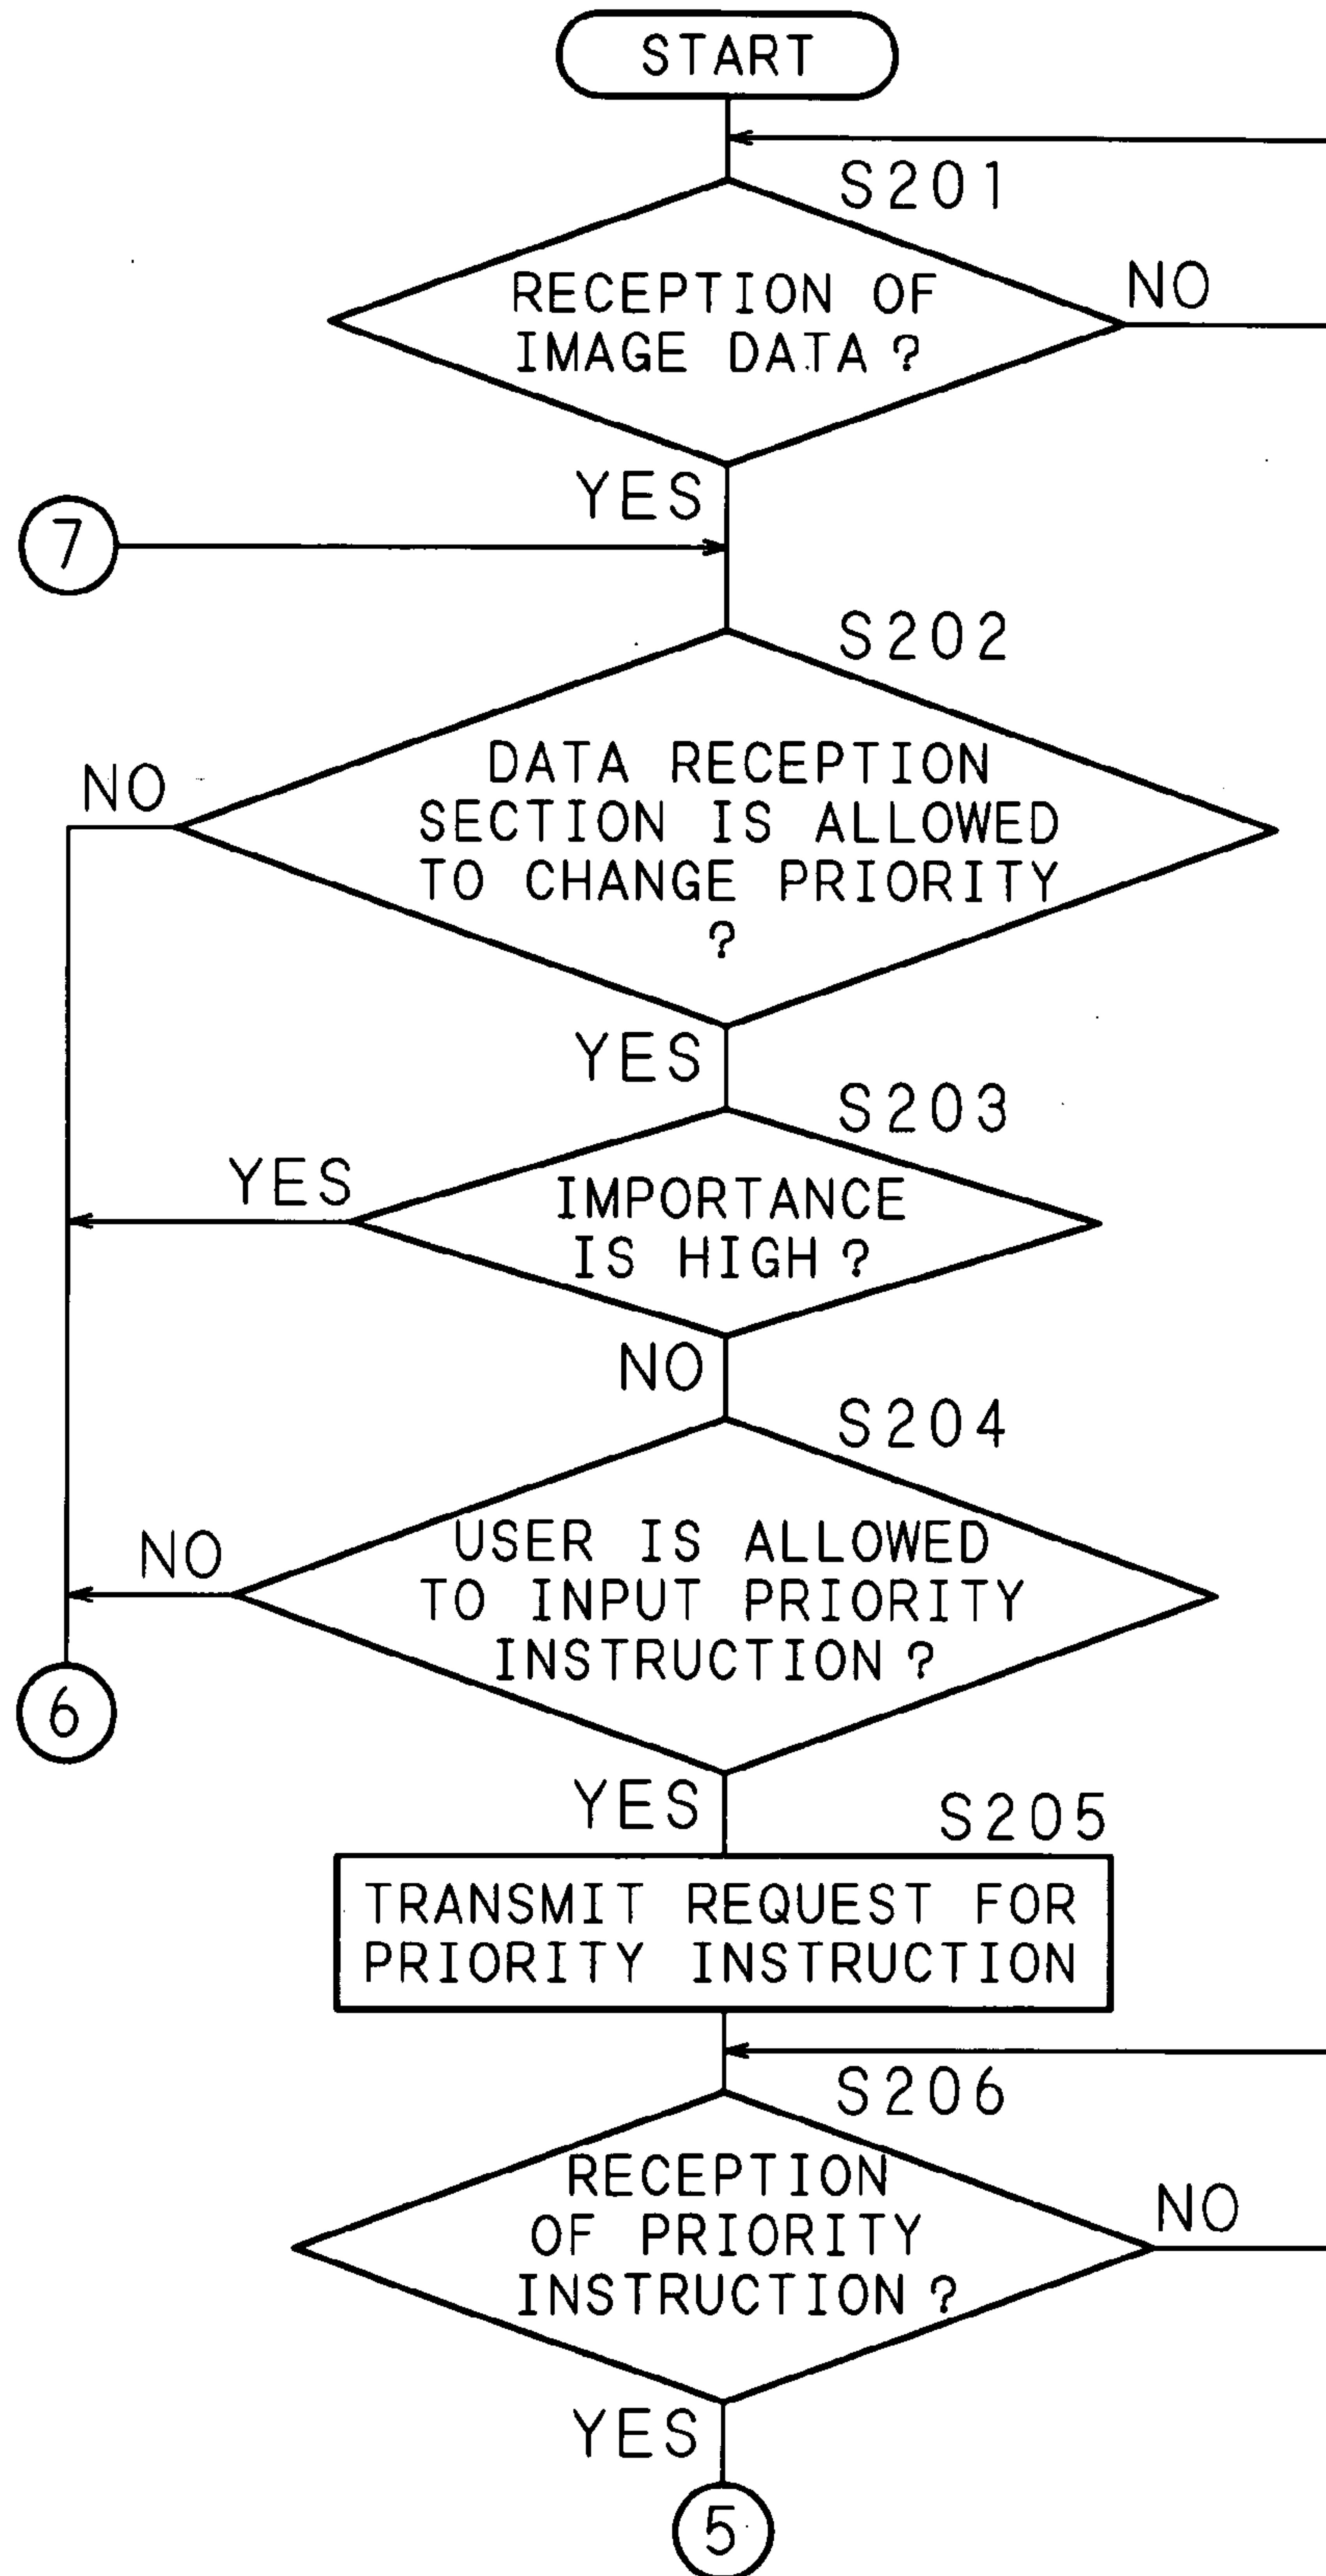 START
S201
RECEPTION OF
IMAGE DATA ?
NO
YES
7
S202
DATA RECEPTION
SECTION IS ALLOWED
TO CHANGE PRIORITY
?
NO
YES
S203
IMPORTANCE
IS HIGH ?
YES
NO
S204
USER IS ALLOWED
TO INPUT PRIORITY
INSTRUCTION ?
NO
6
YES
S205
TRANSMIT REQUEST FOR
PRIORITY INSTRUCTION
S206
RECEPTION
OF PRIORITY
INSTRUCTION ?
NO
YES
5